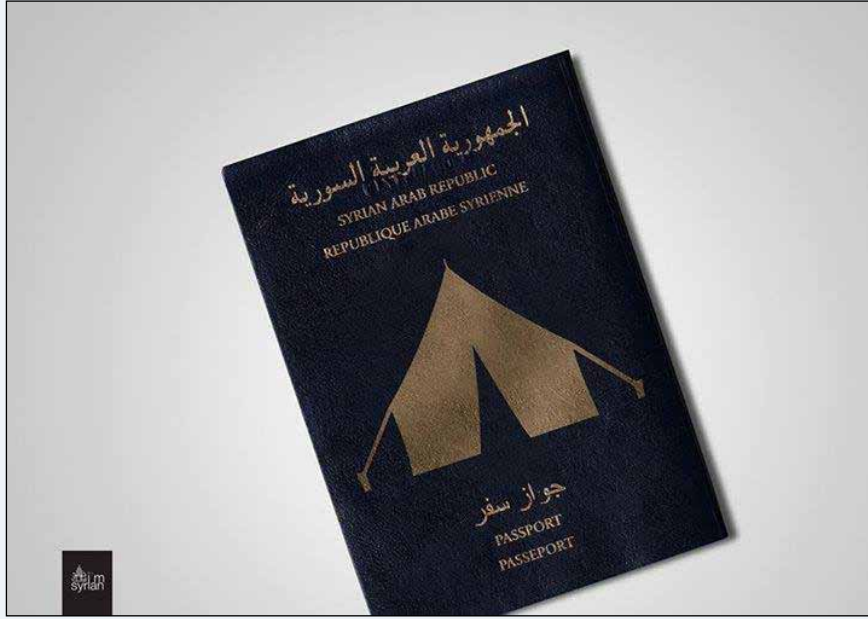 الجمهورية العربية السورية
SYRIAN ARAB REPUBLIC
REPUBLIQUE ARABE SYRIENNE
جواز سفر
PASSPORT
PASSEPORT
i'm
syrian